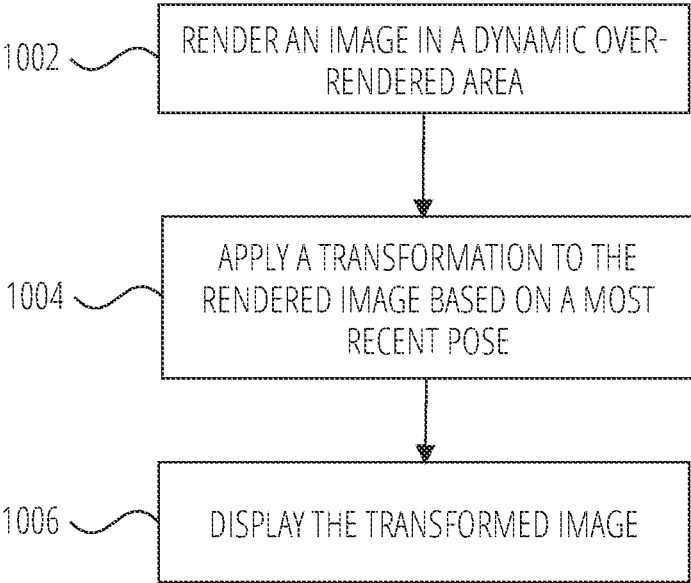 1002
RENDER AN IMAGE IN A DYNAMIC OVER-
RENDERED AREA
1004
APPLY A TRANSFORMATION TO THE
RENDERED IMAGE BASED ON A MOST
RECENT POSE
1006
DISPLAY THE TRANSFORMED IMAGE